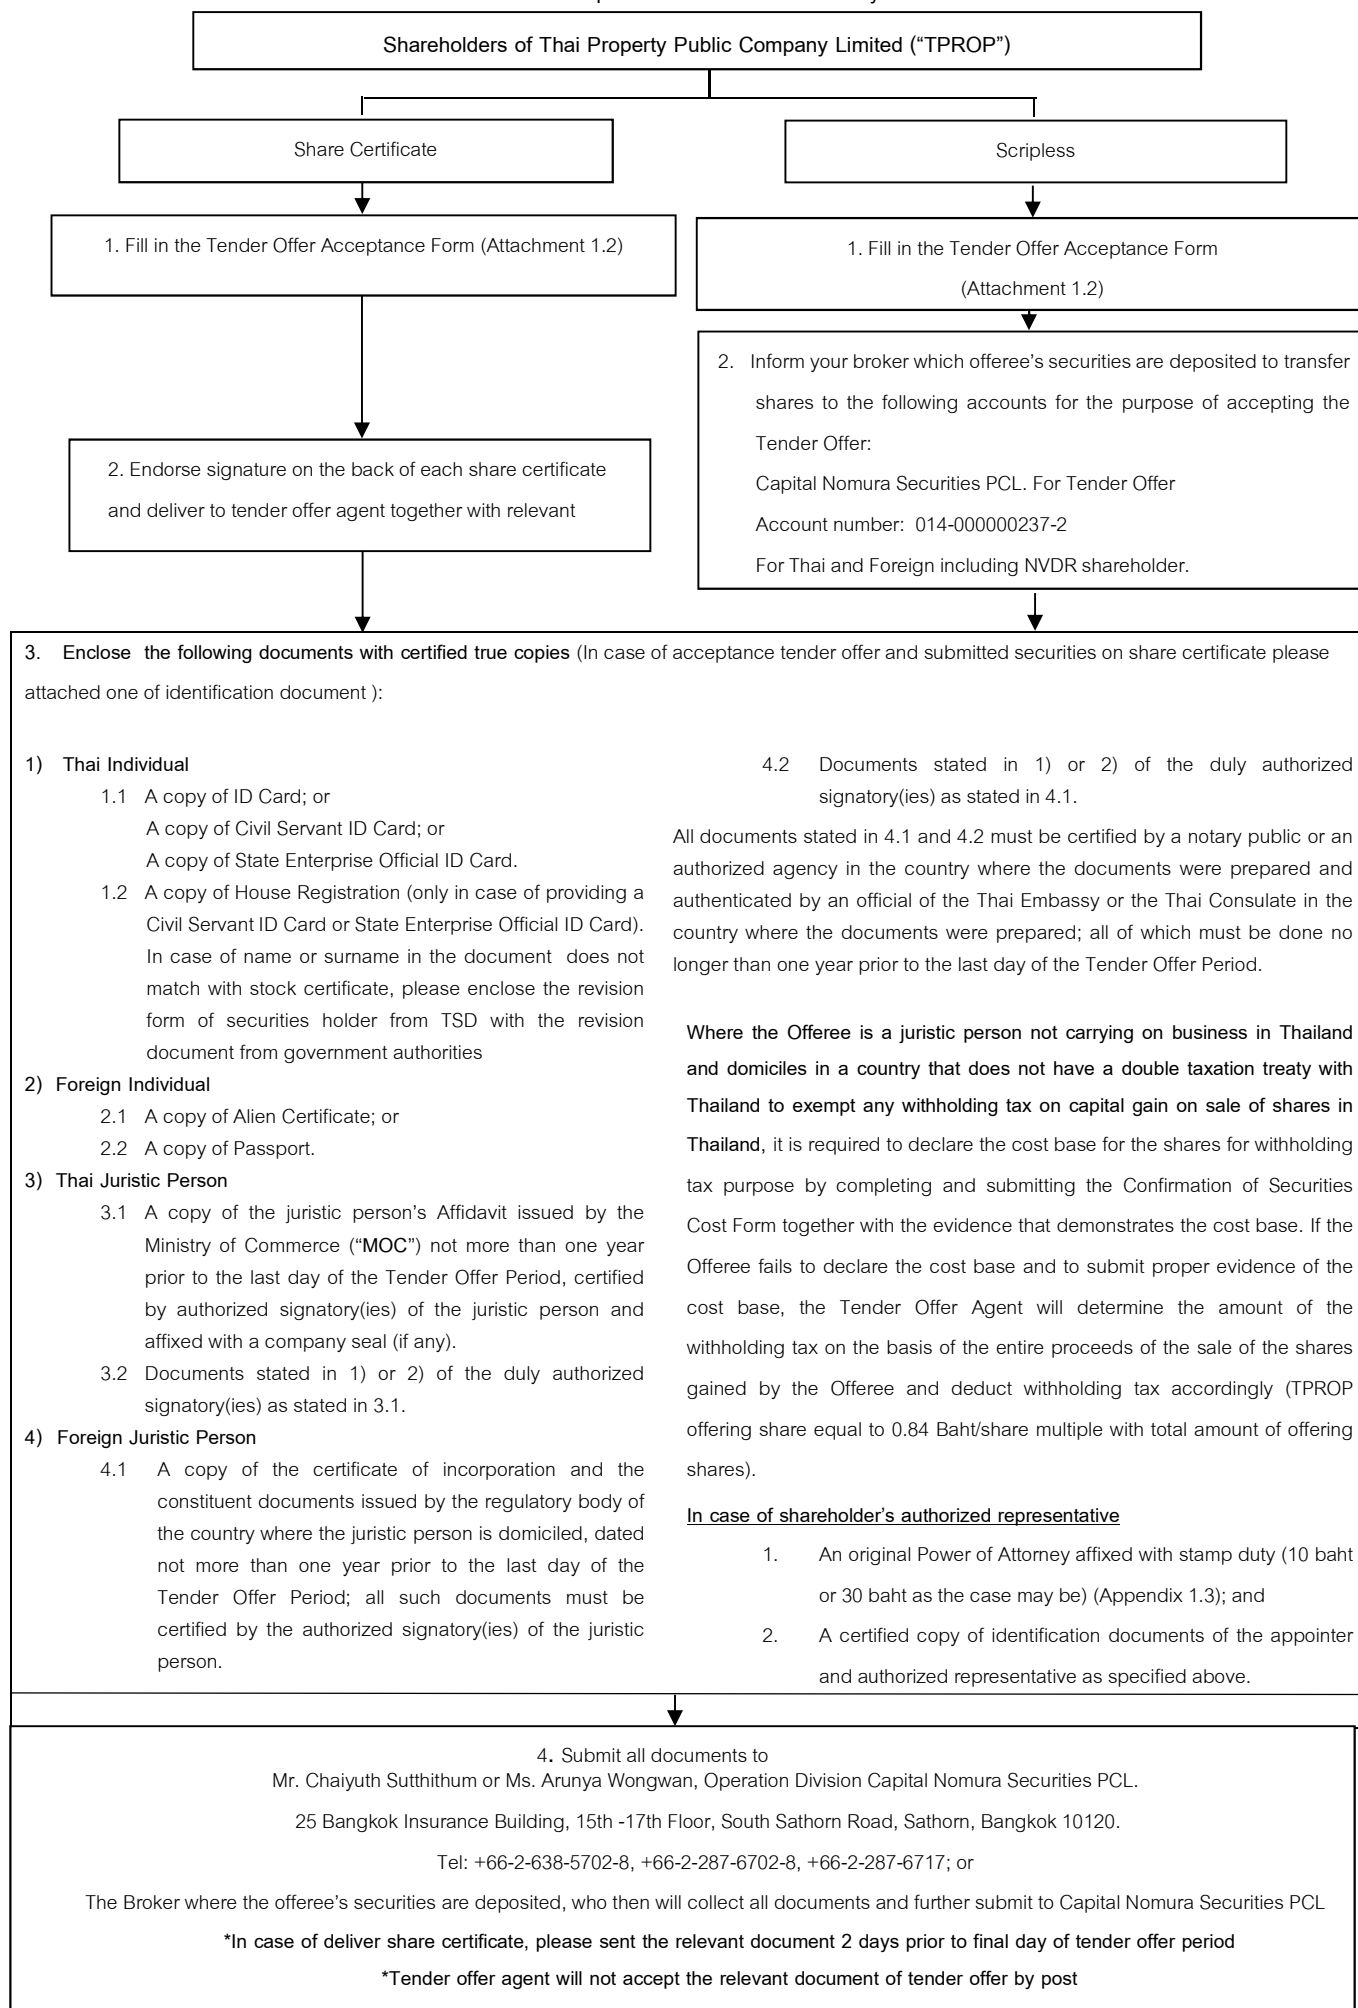 Shareholders of Thai Property Public Company Limited (“TPROP”)
Share Certificate
Scripless
1. Fill in the Tender Offer Acceptance Form (Attachment 1.2)
1. Fill in the Tender Offer Acceptance Form
(Attachment 1.2)
2. Endorse signature on the back of each share certificate
and deliver to tender offer agent together with relevant
2. Inform your broker which offeree’s securities are deposited to transfer
shares to the following accounts for the purpose of accepting the
Tender Offer:
Capital Nomura Securities PCL. For Tender Offer
Account number: 014-000000237-2
For Thai and Foreign including NVDR shareholder.
3. Enclose the following documents with certified true copies (In case of acceptance tender offer and submitted securities on share certificate please
attached one of identification document ):
1) Thai Individual
1.1 A copy of ID Card; or
A copy of Civil Servant ID Card; or
A copy of State Enterprise Official ID Card.
1.2 A copy of House Registration (only in case of providing a
Civil Servant ID Card or State Enterprise Official ID Card).
In case of name or surname in the document does not
match with stock certificate, please enclose the revision
form of securities holder from TSD with the revision
document from government authorities
2) Foreign Individual
2.1 A copy of Alien Certificate; or
2.2 A copy of Passport.
3) Thai Juristic Person
3.1 A copy of the juristic person’s Affidavit issued by the
Ministry of Commerce (“MOC”) not more than one year
prior to the last day of the Tender Offer Period, certified
by authorized signatory(ies) of the juristic person and
affixed with a company seal (if any).
3.2 Documents stated in 1) or 2) of the duly authorized
signatory(ies) as stated in 3.1.
4) Foreign Juristic Person
4.1 A copy of the certificate of incorporation and the
constituent documents issued by the regulatory body of
the country where the juristic person is domiciled, dated
not more than one year prior to the last day of the
Tender Offer Period; all such documents must be
certified by the authorized signatory(ies) of the juristic
person.
4.2 Documents stated in 1) or 2) of the duly authorized
signatory(ies) as stated in 4.1.
All documents stated in 4.1 and 4.2 must be certified by a notary public or an
authorized agency in the country where the documents were prepared and
authenticated by an official of the Thai Embassy or the Thai Consulate in the
country where the documents were prepared; all of which must be done no
longer than one year prior to the last day of the Tender Offer Period.
Where the Offeree is a juristic person not carrying on business in Thailand
and domiciles in a country that does not have a double taxation treaty with
Thailand to exempt any withholding tax on capital gain on sale of shares in
Thailand, it is required to declare the cost base for the shares for withholding
tax purpose by completing and submitting the Confirmation of Securities
Cost Form together with the evidence that demonstrates the cost base. If the
Offeree fails to declare the cost base and to submit proper evidence of the
cost base, the Tender Offer Agent will determine the amount of the
withholding tax on the basis of the entire proceeds of the sale of the shares
gained by the Offeree and deduct withholding tax accordingly (TPROP
offering share equal to 0.84 Baht/share multiple with total amount of offering
shares).
In case of shareholder’s authorized representative
1. An original Power of Attorney affixed with stamp duty (10 baht
or 30 baht as the case may be) (Appendix 1.3); and
2. A certified copy of identification documents of the appointer
and authorized representative as specified above.
4. Submit all documents to
Mr. Chaiyuth Sutthithum or Ms. Arunya Wongwan, Operation Division Capital Nomura Securities PCL.
25 Bangkok Insurance Building, 15th -17th Floor, South Sathorn Road, Sathorn, Bangkok 10120.
Tel: +66-2-638-5702-8, +66-2-287-6702-8, +66-2-287-6717; or
The Broker where the offeree’s securities are deposited, who then will collect all documents and further submit to Capital Nomura Securities PCL
*In case of deliver share certificate, please sent the relevant document 2 days prior to final day of tender offer period
*Tender offer agent will not accept the relevant document of tender offer by post